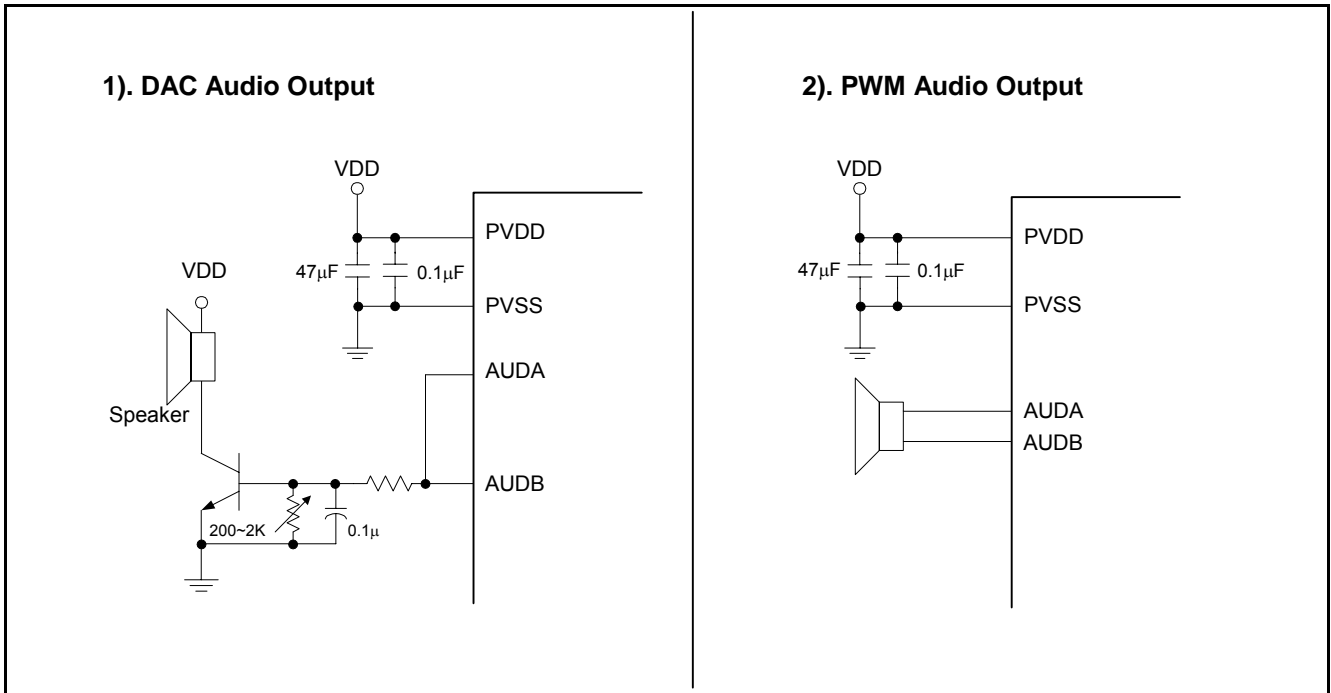 1). DAC Audio Output
VDD
PVDD
47μF
0.1μF
VDD
PVSS
AUDA
Speaker
AUDB
200~2K
0.1μ
2). PWM Audio Output
VDD
PVDD
47μF
0.1μF
PVSS
AUDA
AUDB